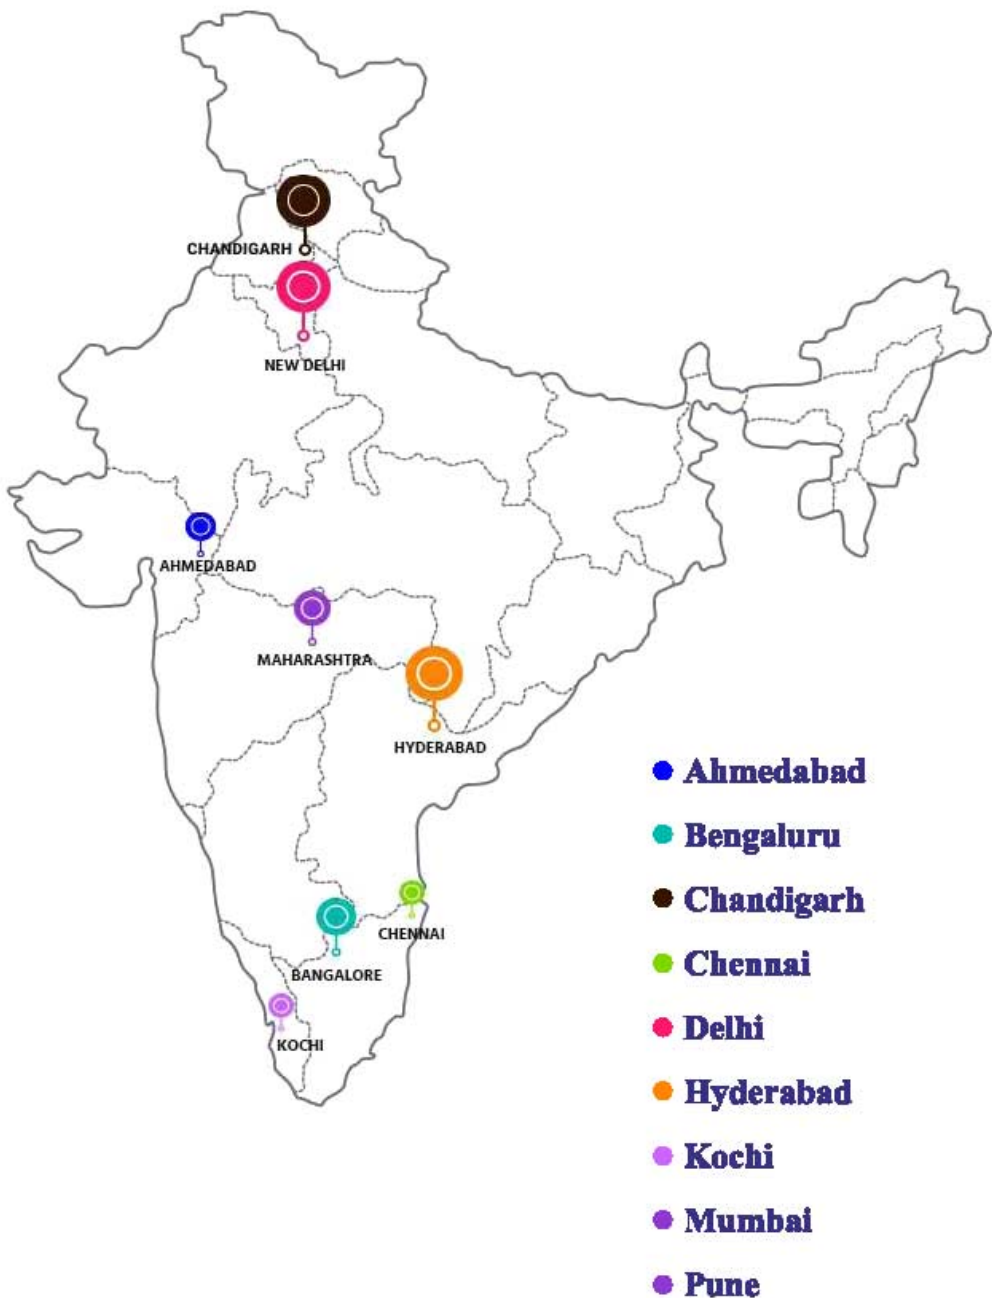 CHANDIGARH
NEW DELHI
AHMEDABAD
MAHARASHTRA
HYDERABAD
CHENNAI
BANGALORE
KOCHI
Ahmedabad
Bengaluru
Chandigarh
Chennai
Delhi
Hyderabad
Kochi
Mumbai
Pune